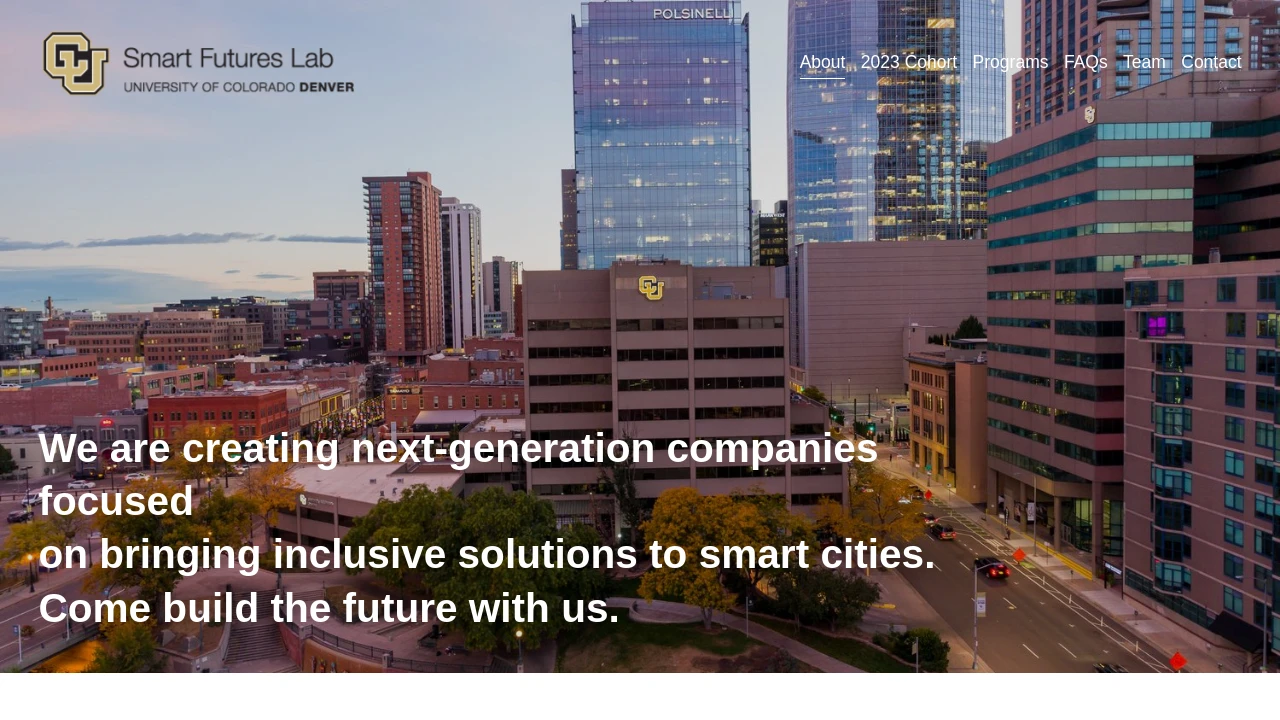 POLSINELLI
Smart Futures Lab
UNIVERSITY OF COLORADO DENVER
About 2023 Cohort Programs FAQs Team Contact
We are creating next-generation companies
focused
on bringing inclusive solutions to smart cities.
Come build the future with us.